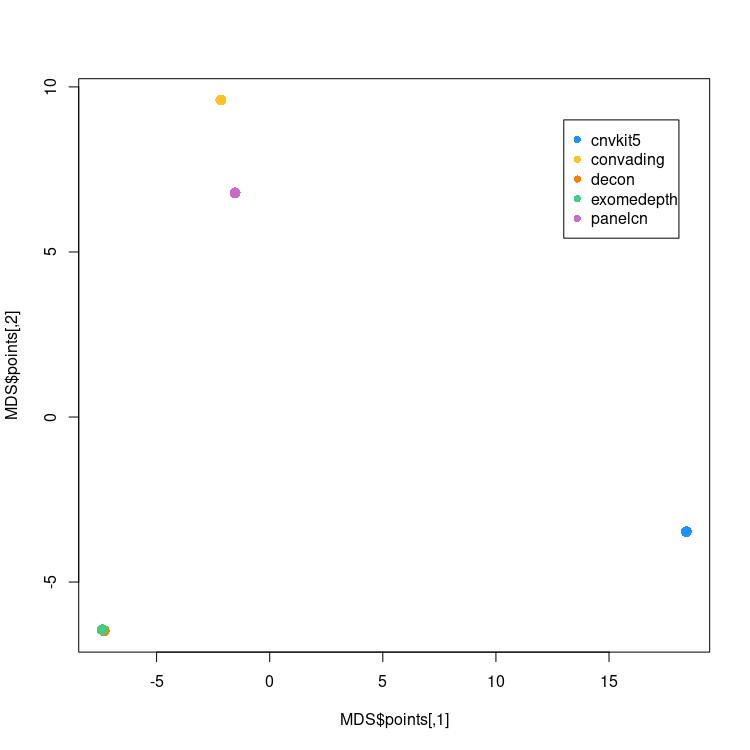 10
5
0
-5
MDS$points[,2]
cnvkit5
convading
decon
exomedepth
panelcn
-5 0 5 10 15
MDS$points[,1]